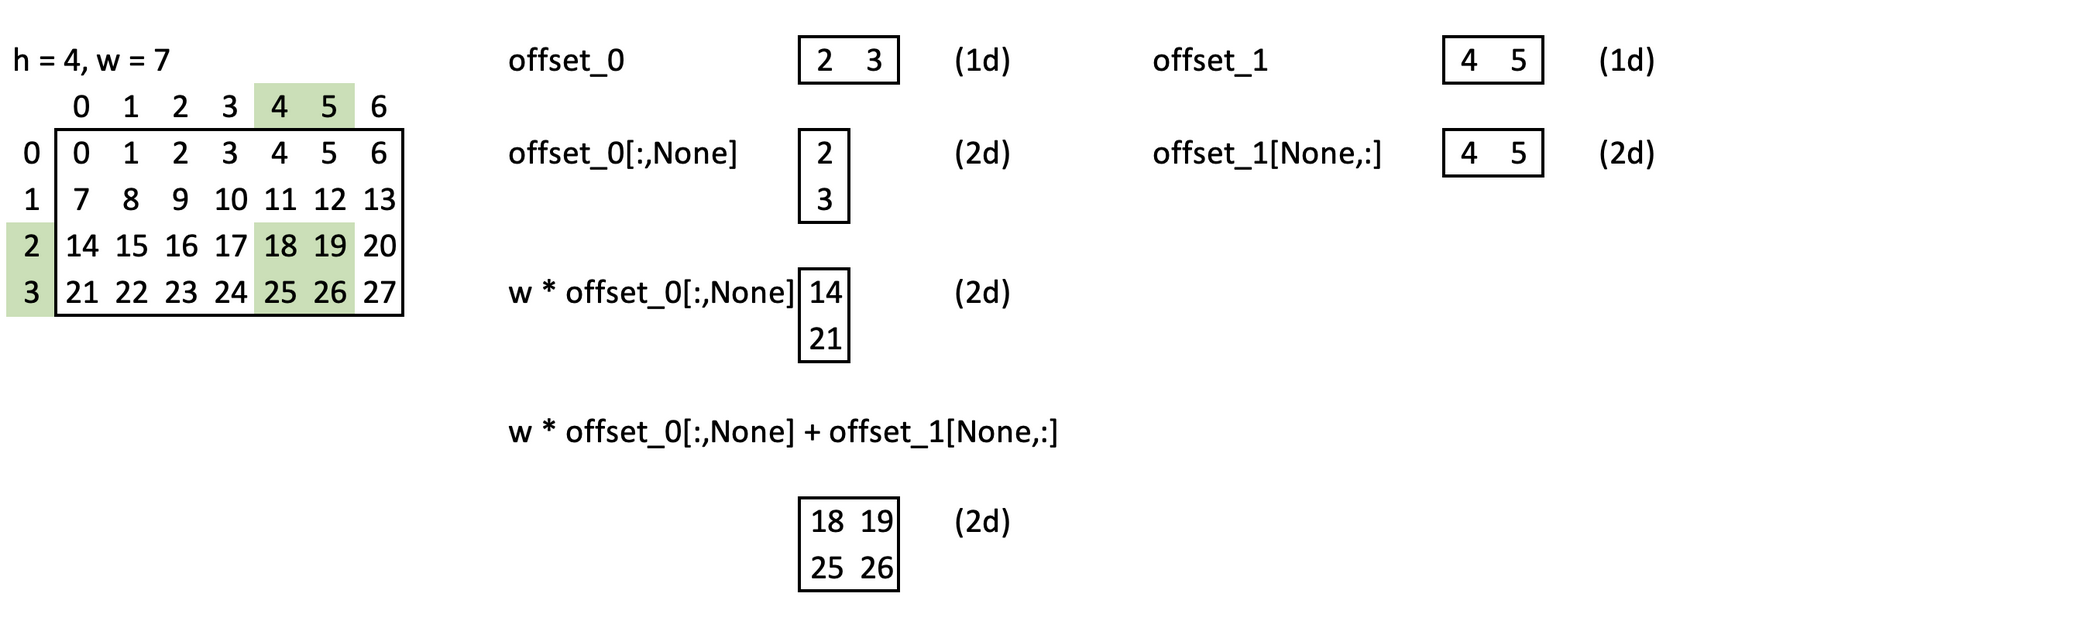 h = 4, w = 7
0 1 2 3 4 5 6
0 0 1 2 3 4 5 6
1 7 8 9 10 11 12 13
2 14 15 16 17 18 19 20
3 21 22 23 24 25 26 27
offset_0 2 3 (1d)
offset_0[:,None] 2 (2d)
3
w * offset_0[:,None] 14 (2d)
21
w * offset_0[:,None] + offset_1[None,:]
18 19 (2d)
25 26
offset_1 4 5 (1d)
offset_1[None,:] 4 5 (2d)